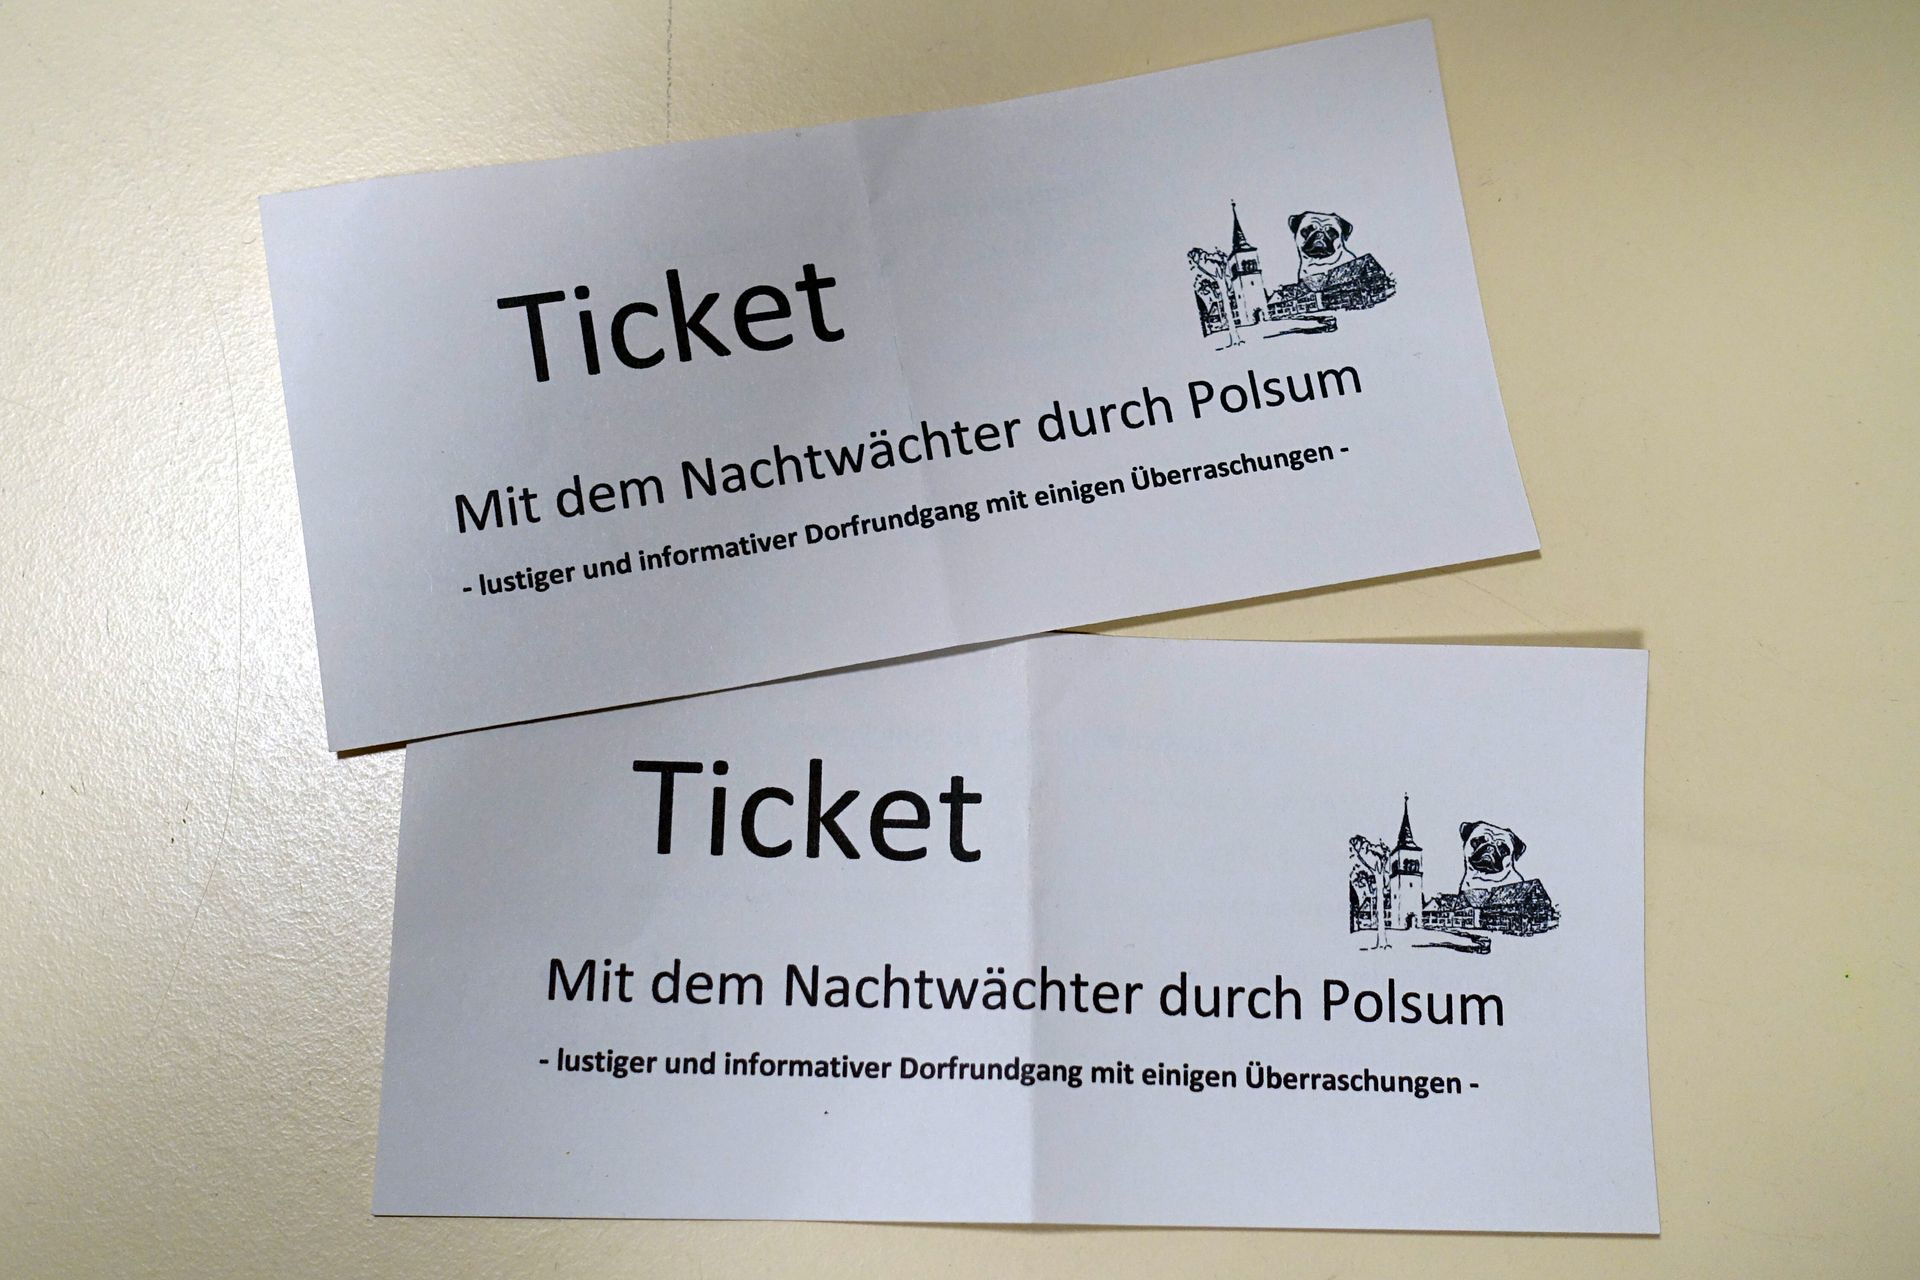 Ticket
Mit dem Nachtwächter durch Polsum
- lustiger und informativer Dorfrundgang mit einigen Überraschungen -
Ticket
Mit dem Nachtwächter durch Polsum
- lustiger und informativer Dorfrundgang mit einigen Überraschungen -